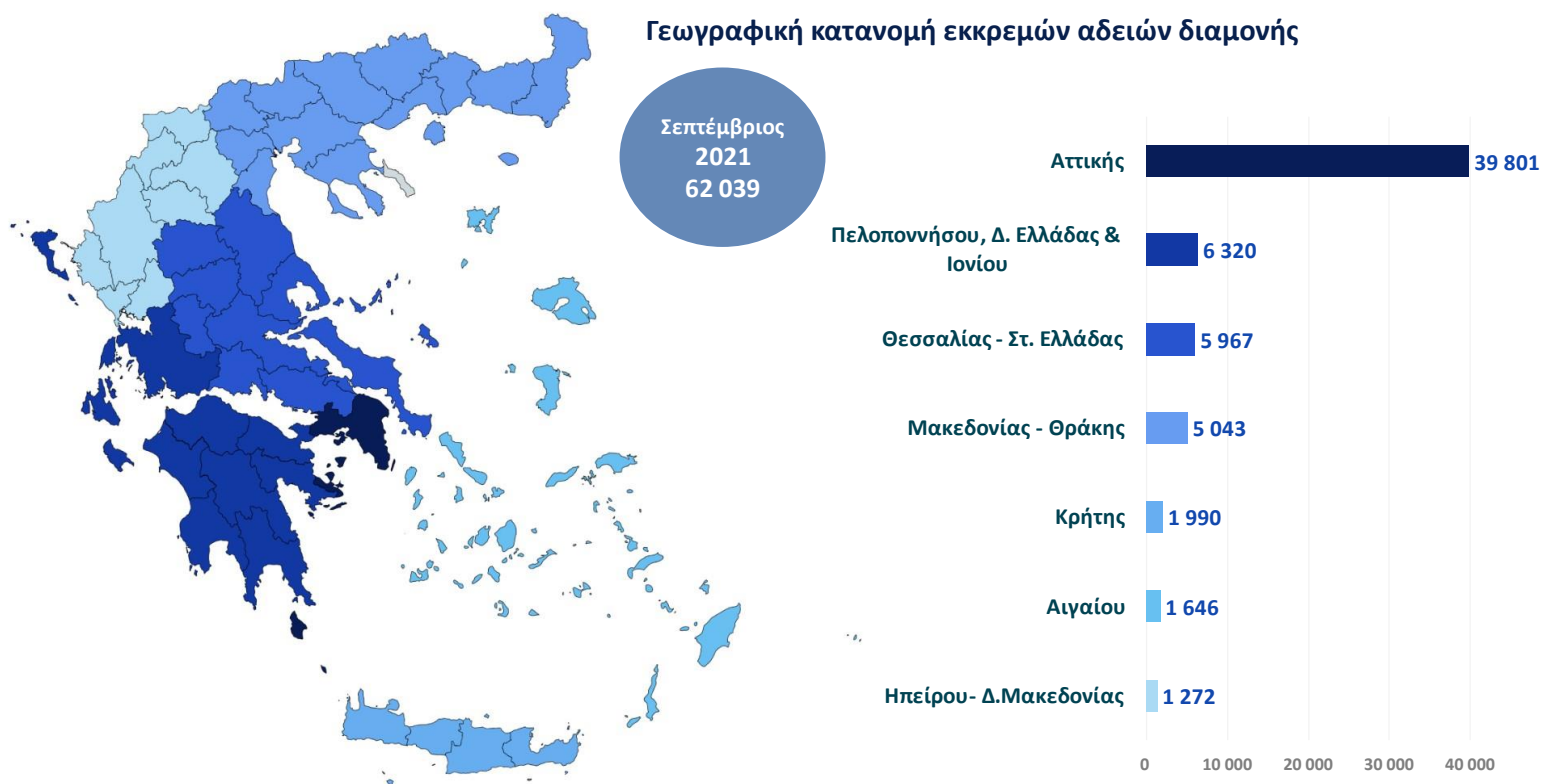 Γεωγραφική κατανομή εκκρεμών αδειών διαμονής
Σεπτέμβριος
2021
62 039
Αττικής
39 801
Πελοποννήσου, Δ. Ελλάδας &
Ιονίου
6 320
Θεσσαλίας - Στ. Ελλάδας
5 967
Μακεδονίας - Θράκης
5 043
Κρήτης
1 990
Αιγαίου
1 646
Ηπείρου- Δ.Μακεδονίας
1 272
0 10 000 20 000 30 000 40 000